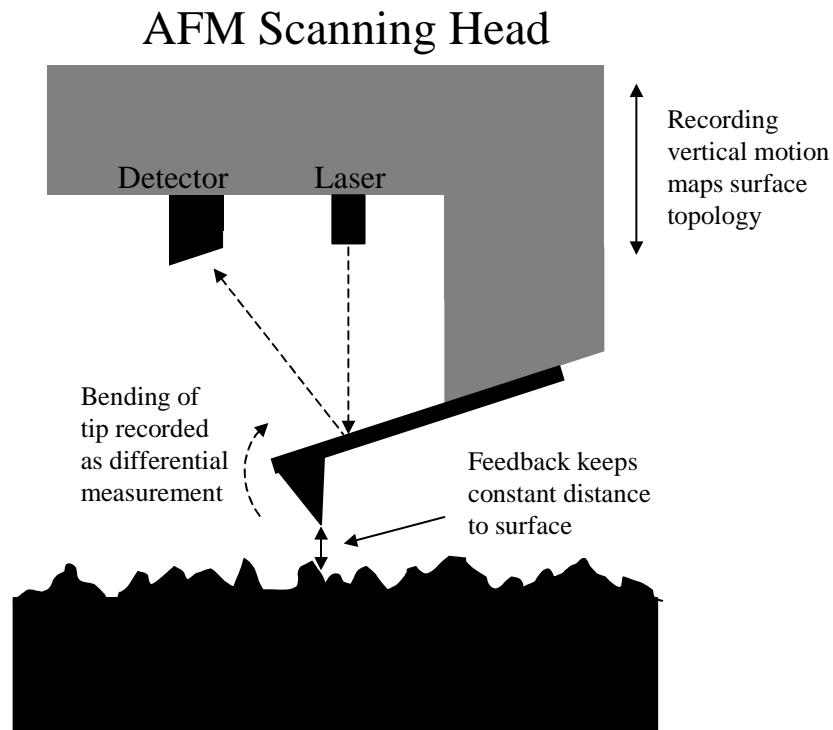 AFM Scanning Head
Recording
vertical motion
maps surface
topology
Detector
Laser
Bending of
tip recorded
as differential
measurement
Feedback keeps
constant distance
to surface